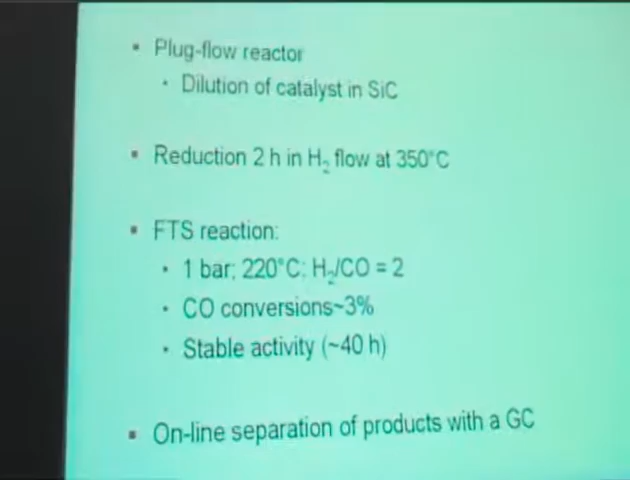 ▪ Plug-flow reactor
• Dilution of catalyst in SiC
▪ Reduction 2 h in H₂ flow at 350°C
▪ FTS reaction:
• 1 bar; 220°C; H₂/CO = 2
• CO conversions~3%
• Stable activity (~40 h)
▪ On-line separation of products with a GC